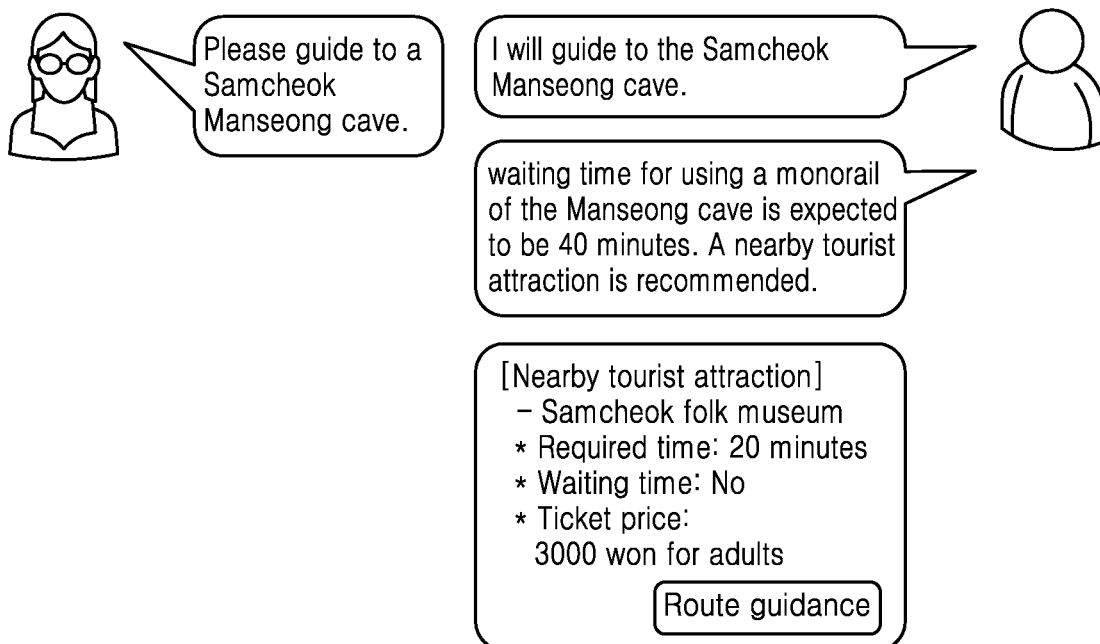 Please guide to a
Samcheok
Manseong cave.
I will guide to the Samcheok
Manseong cave.
waiting time for using a monorail
of the Manseong cave is expected
to be 40 minutes. A nearby tourist
attraction is recommended.
[Nearby tourist attraction]
- Samcheok folk museum
* Required time: 20 minutes
* Waiting time: No
* Ticket price:
3000 won for adults
Route guidance